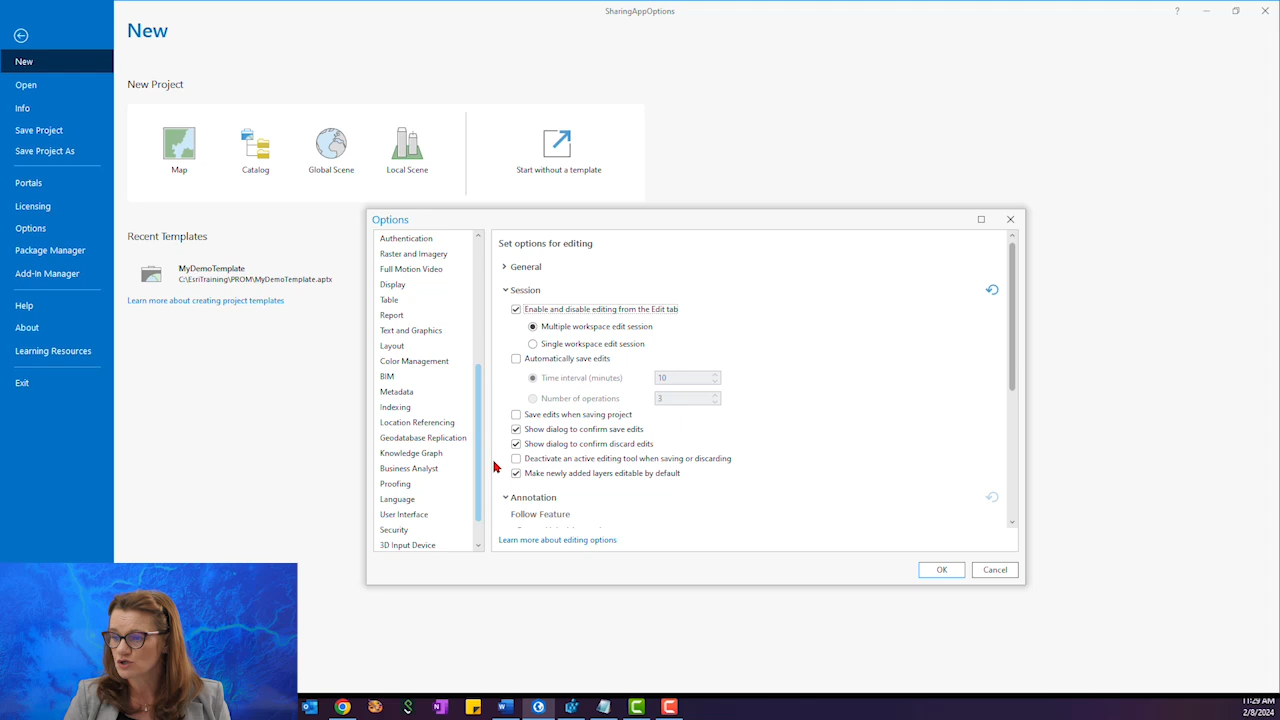 SharingAppOptions
?
New
New
Open
Info
Save Project
Save Project As
Portals
Licensing
Options
Package Manager
Add-In Manager
Help
About
Learning Resources
Exit
New Project
Map
Catalog
Global Scene
Local Scene
Start without a template
Recent Templates
MyDemoTemplate
C:\EsriTraining\PROM\MyDemoTemplate.aptx
Learn more about creating project templates
Options
Authentication
Raster and Imagery
Full Motion Video
Display
Table
Report
Text and Graphics
Layout
Color Management
BIM
Metadata
Indexing
Location Referencing
Geodatabase Replication
Knowledge Graph
Business Analyst
Proofing
Language
User Interface
Security
3D Input Device
Set options for editing
General
Session
Enable and disable editing from the Edit tab
Multiple workspace edit session
Single workspace edit session
Automatically save edits
Time interval (minutes) 10
Number of operations 3
Save edits when saving project
Show dialog to confirm save edits
Show dialog to confirm discard edits
Deactivate an active editing tool when saving or discarding
Make newly added layers editable by default
Annotation
Follow Feature
Learn more about editing options
OK
Cancel
11:29 AM
2/8/2024